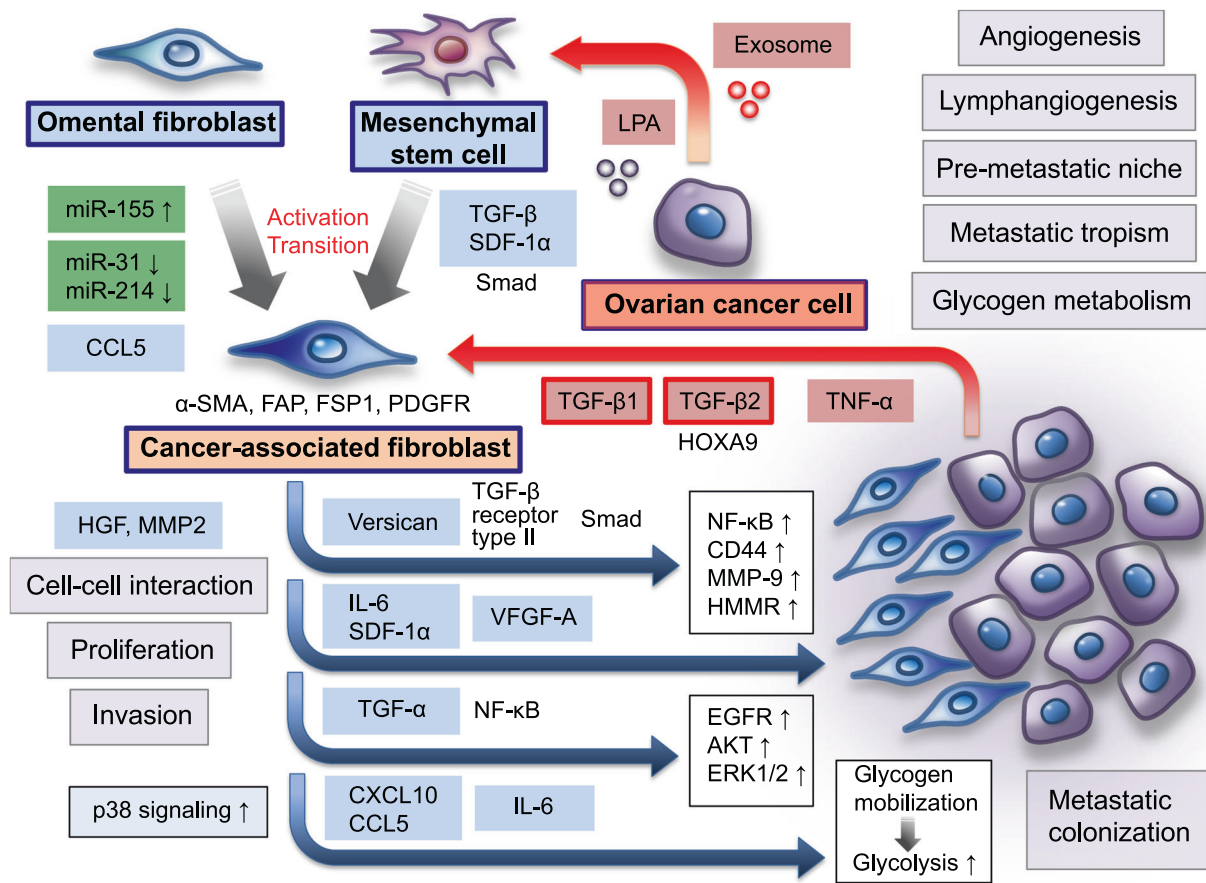 Exosome
Angiogenesis
Omental fibroblast
Mesenchymal
stem cell
LPA
Lymphangiogenesis
Pre-metastatic niche
miR-155 ↑
Activation
Transition
TGF-β
SDF-1α
Smad
Metastatic tropism
miR-31 ↓
miR-214 ↓
Ovarian cancer cell
Glycogen metabolism
CCL5
α-SMA, FAP, FSP1, PDGFR
TGF-β1
TGF-β2
TNF-α
HOXA9
Cancer-associated fibroblast
HGF, MMP2
Versican
TGF-β
receptor
type II
Smad
NF-κB ↑
CD44 ↑
MMP-9 ↑
HMMR ↑
Cell-cell interaction
IL-6
SDF-1α
VFGF-A
Proliferation
Invasion
TGF-α
NF-κB
EGFR ↑
AKT ↑
ERK1/2 ↑
p38 signaling ↑
CXCL10
CCL5
IL-6
Glycogen
mobilization
Glycolysis ↑
Metastatic
colonization